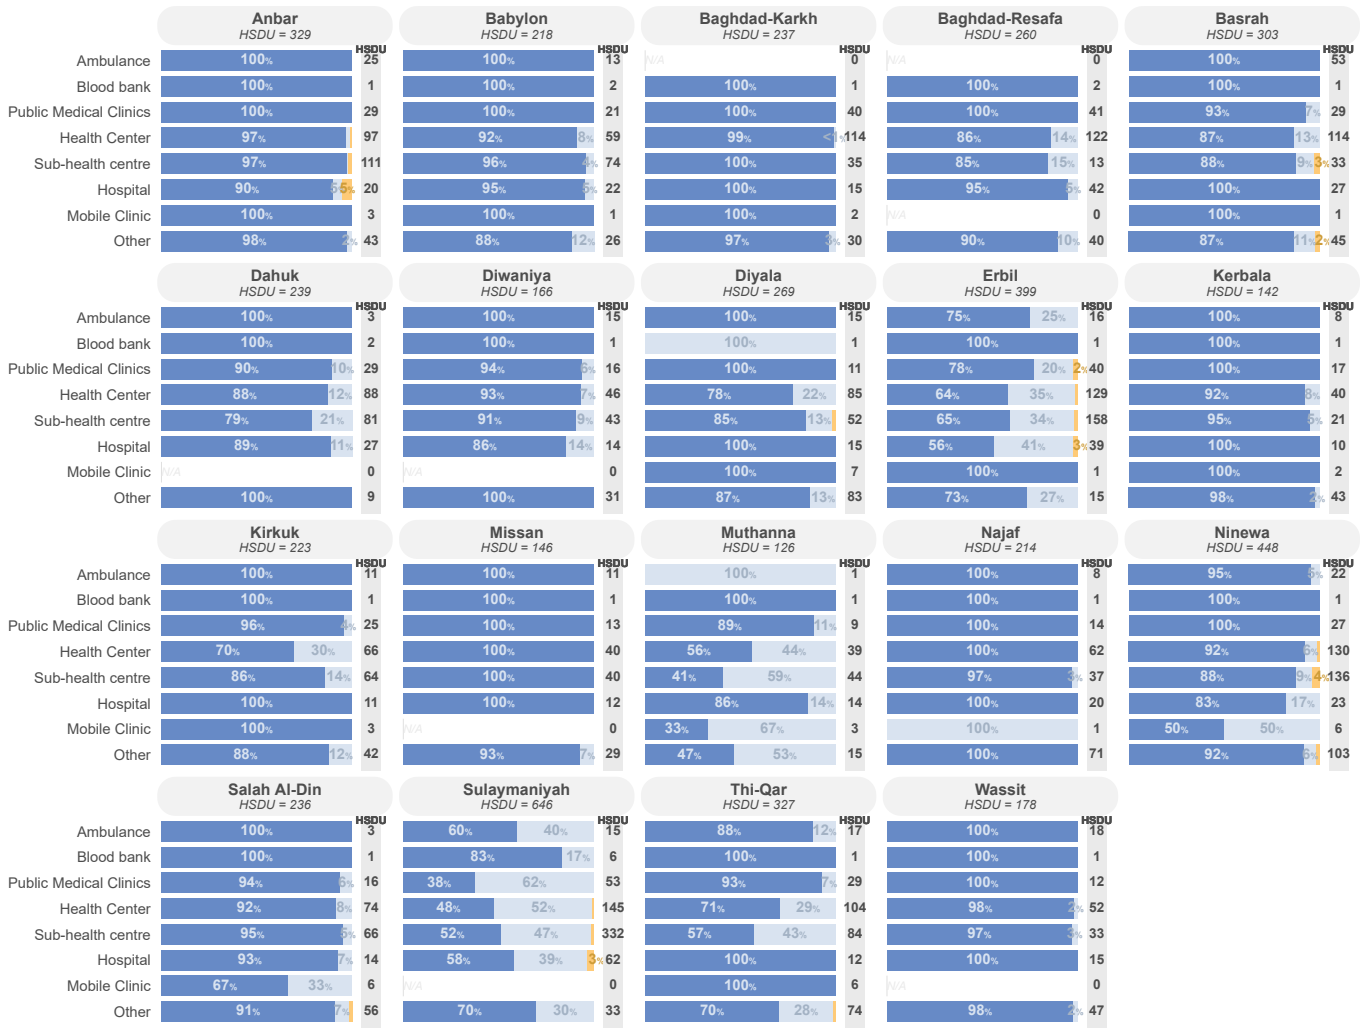 Anbar Babylon Baghdad-Karkh Baghdad-Resafa Basrah
HSDU = 329 HSDU = 218 HSDU = 237 HSDU = 260 HSDU = 303
HSDU HSDU HSDU HSDU HSDU
Ambulance 100% 25 100% 13 N/A 0 N/A 0 53
Blood bank 100% 1 100% 2 100% 1 100% 2 100% 1
Public Medical Clinics 100% 29 100% 21 100% 40 100% 41 93% 7% 29
Health Center 97% 97 92% 8% 59 99% <1% 114 86% 14% 122 87% 13% 114
Sub-health centre 97% 111 96% 4% 74 100% 35 85% 15% 13 88% 9% 3% 33
Hospital 90% 5% 5% 20 95% 5% 22 100% 15 95% 5% 42 100% 27
Mobile Clinic 100% 3 100% 1 100% 2 N/A 0 100% 1
Other 98% 2% 43 88% 12% 26 97% 3% 30 90% 10% 40 87% 11% 2% 45
Dahuk Diwaniya Diyala Erbil Kerbala
HSDU = 239 HSDU = 166 HSDU = 269 HSDU = 399 HSDU = 142
HSDU HSDU HSDU HSDU HSDU
Ambulance 100% 3 100% 15 100% 15 75% 25% 16 100% 8
Blood bank 100% 2 100% 1 100% 1 100% 1 100% 1
Public Medical Clinics 90% 10% 29 94% 6% 16 100% 11 78% 20% 2% 40 100% 17
Health Center 88% 12% 88 93% 7% 46 78% 22% 85 64% 35% 129 92% 8% 40
Sub-health centre 79% 21% 81 91% 9% 43 85% 13% 52 65% 34% 158 95% 5% 21
Hospital 89% 11% 27 86% 14% 14 100% 15 56% 41% 3% 39 100% 10
Mobile Clinic N/A 0 N/A 0 100% 7 100% 1 100% 2
Other 100% 9 100% 31 87% 13% 83 73% 27% 15 98% 2% 43
Kirkuk Missan Muthanna Najaf Ninewa
HSDU = 223 HSDU = 146 HSDU = 126 HSDU = 214 HSDU = 448
HSDU HSDU HSDU HSDU HSDU
Ambulance 100% 11 100% 11 100% 1 100% 8 95% 5% 22
Blood bank 100% 1 100% 1 100% 1 100% 1 100% 1
Public Medical Clinics 96% 4% 25 100% 13 89% 11% 9 100% 14 100% 27
Health Center 70% 30% 66 100% 40 56% 44% 39 100% 62 92% 6% 130
Sub-health centre 86% 14% 64 100% 40 41% 59% 44 97% 3% 37 88% 9% 4% 136
Hospital 100% 11 100% 12 86% 14% 14 100% 20 83% 17% 23
Mobile Clinic 100% 3 N/A 0 33% 67% 3 100% 1 50% 50% 6
Other 88% 12% 42 93% 7% 29 47% 53% 15 100% 71 92% 6% 103
Salah Al-Din Sulaymaniyah Thi-Qar Wassit
HSDU = 236 HSDU = 646 HSDU = 327 HSDU = 178
HSDU HSDU HSDU HSDU
Ambulance 100% 3 60% 40% 15 88% 12% 17 100% 18
Blood bank 100% 1 83% 17% 6 100% 1 100% 1
Public Medical Clinics 94% 6% 16 38% 62% 53 93% 7% 29 100% 12
Health Center 92% 8% 74 48% 52% 145 71% 29% 104 98% 2% 52
Sub-health centre 95% 5% 66 52% 47% 332 57% 43% 84 97% 3% 33
Hospital 93% 7% 14 58% 39% 3% 62 100% 12 100% 15
Mobile Clinic 67% 33% 6 N/A 0 100% 6 N/A 0
Other 91% 7% 56 70% 30% 33 70% 28% 74 98% 2% 47